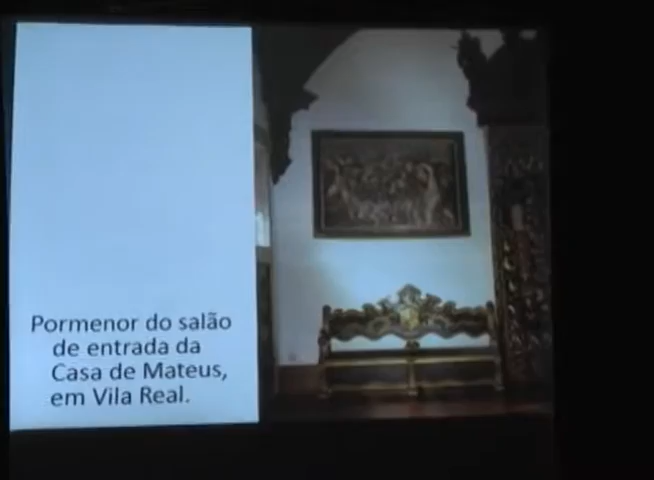 Pormenor do salão
de entrada da
Casa de Mateus,
em Vila Real.